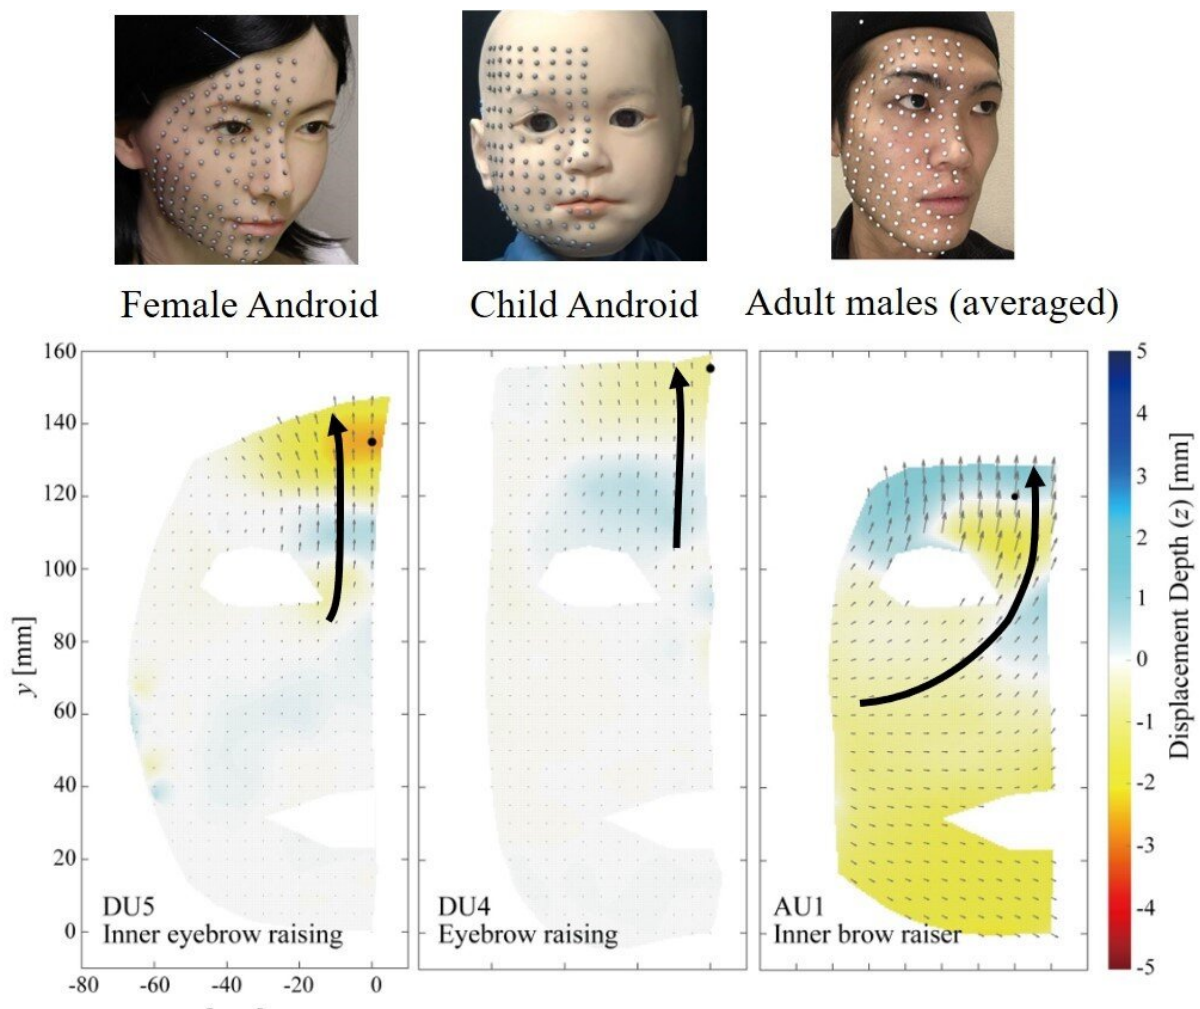 Female Android
Child Android
Adult males (averaged)
160
140
120
100
80
60
40
20
0
y [mm]
-80
-60
-40
-20
0
DU5
Inner eyebrow raising
DU4
Eyebrow raising
AU1
Inner brow raiser
5
4
3
2
1
0
-1
-2
-3
-4
-5
Displacement Depth (z) [mm]